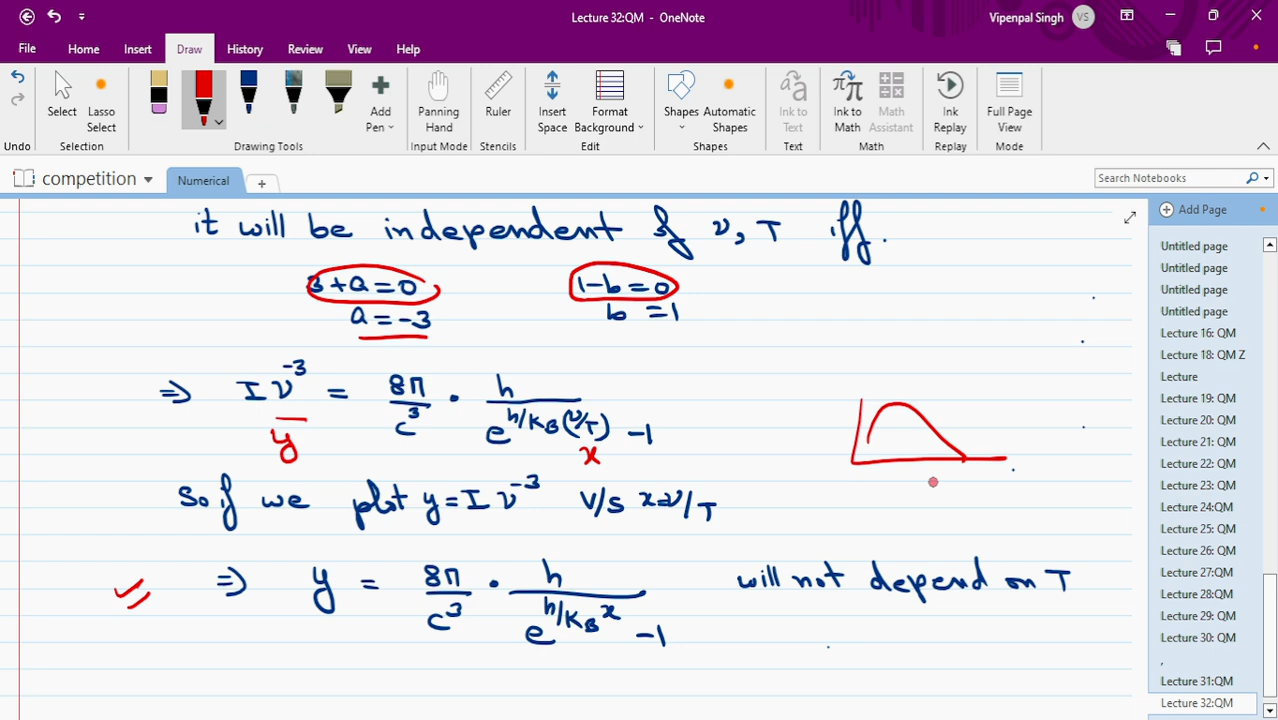 Lecture 32:QM - OneNote
Vipenpal Singh VS
File Home Insert Draw History Review View Help
Select Lasso Select Add Pen Panning Hand Ruler Insert Space Format Background Shapes Automatic Shapes Ink to Text Ink to Math Math Assistant Ink Replay Full Page View
Undo Selection Drawing Tools Input Mode Stencils Edit Shapes Text Math Replay Mode
competition Numerical Search Notebooks
Add Page
Untitled page
Untitled page
Untitled page
Untitled page
Lecture 16: QM
Lecture 18: QM Z
Lecture
Lecture 19: QM
Lecture 20: QM
Lecture 21: QM
Lecture 22: QM
Lecture 23: QM
Lecture 24:QM
Lecture 25: QM
Lecture 26: QM
Lecture 27:QM
Lecture 28:QM
Lecture 29: QM
Lecture 30: QM
,
Lecture 31:QM
Lecture 32:QM
it will be independent of ν, T iff.
3+a=0 1-b=0
a=-3 b=1
=> I ν^-3 = 8π/c^3 · h/(e^(h/K_B (ν/T)) -1)
y x
So if we plot y=I ν^-3 V/S x=ν/T
=> y = 8π/c^3 · h/(e^(h/K_B x) -1) will not depend on T